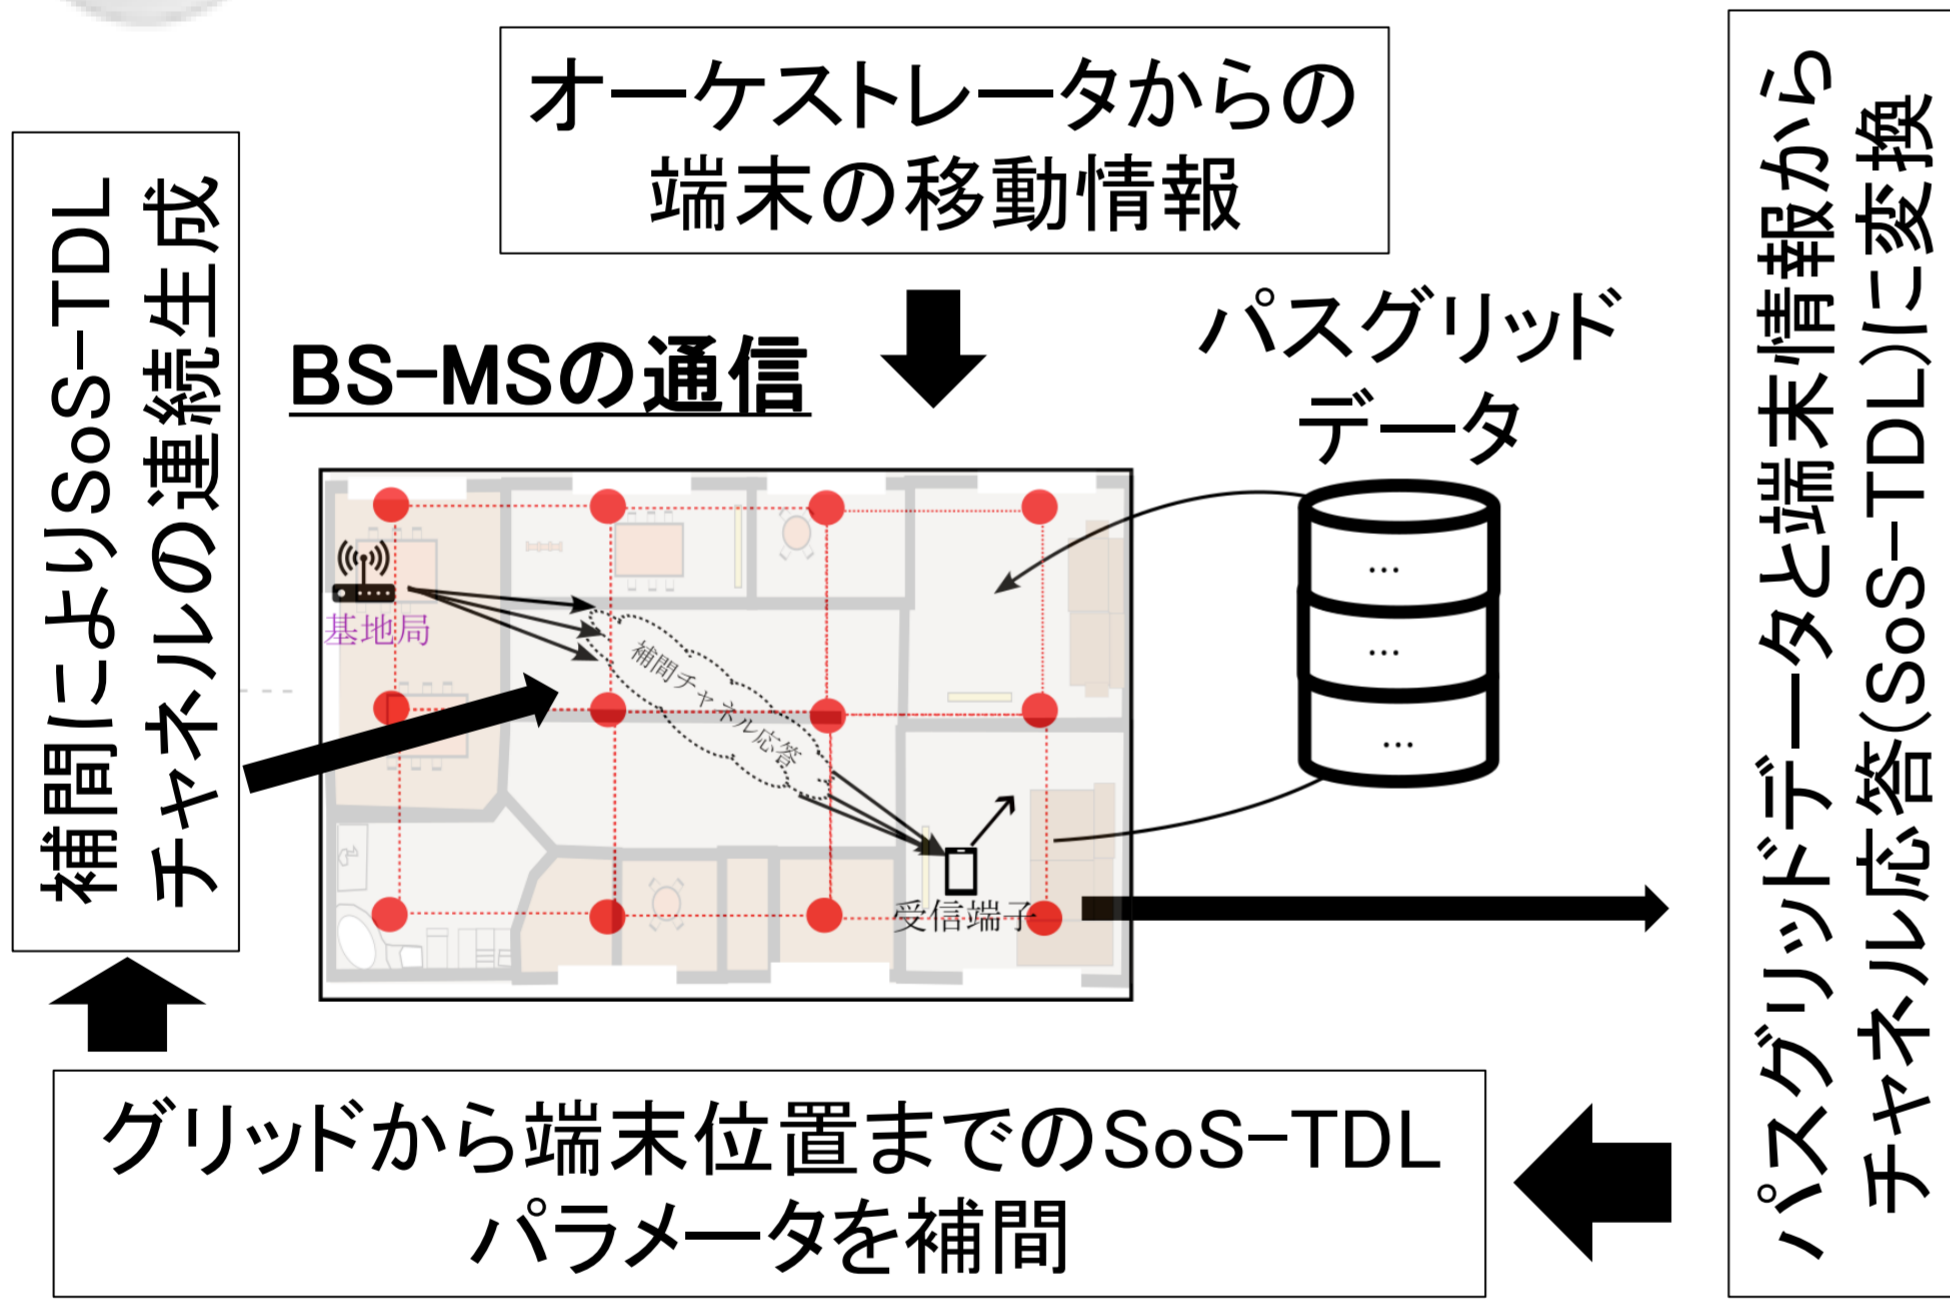 オーケストレータからの
端末の移動情報
補間によりSoS-TDL
チャネルの連続生成
BS-MSの通信
パスグリッド
データ
...
...
...
基地局
補間チャネル応答
受信端子
パスグリッドデータと端末情報から
チャネル応答(SoS-TDL)に変換
グリッドから端末位置までのSoS-TDL
パラメータを補間